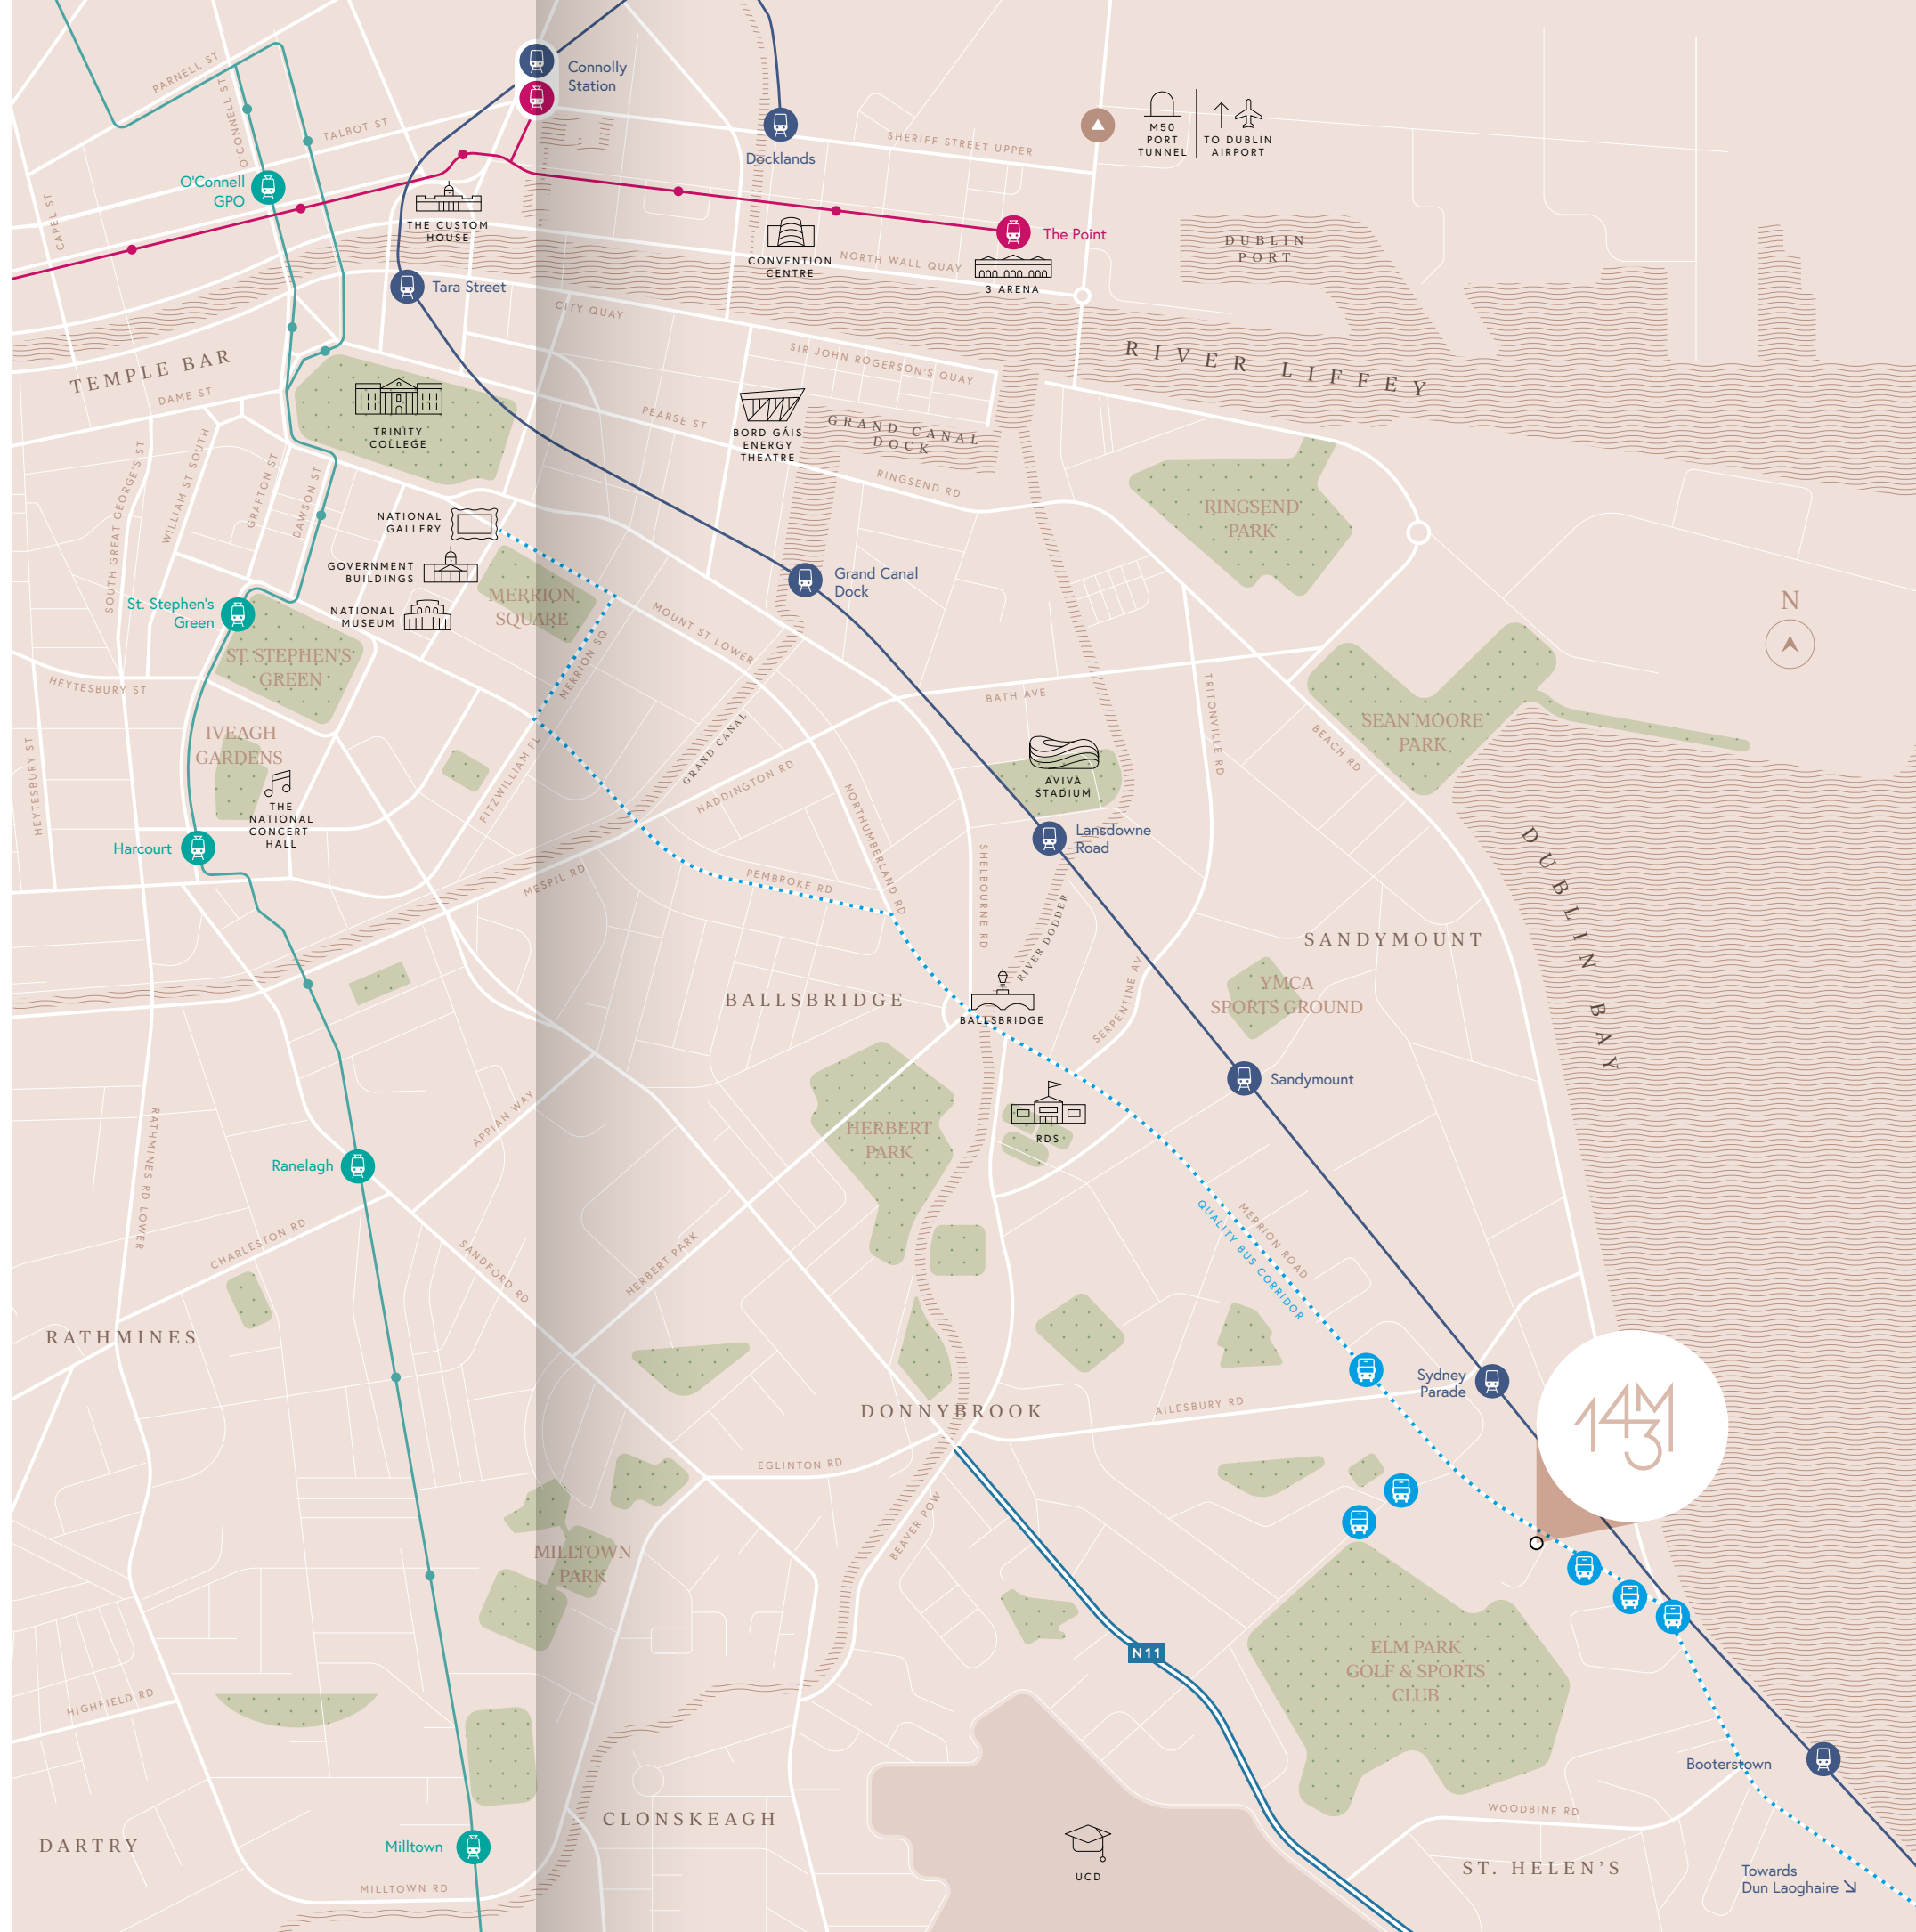 PARNELL ST
O'CONNELL ST
TALBOT ST
CAPEL ST
Connolly
Station
Docklands
SHERIFF STREET UPPER
M50
PORT
TUNNEL
TO DUBLIN
AIRPORT
O'Connell
GPO
THE CUSTOM
HOUSE
CONVENTION
CENTRE
NORTH WALL QUAY
The Point
3 ARENA
DUBLIN
PORT
Tara Street
CITY QUAY
SIR JOHN ROGERSON'S QUAY
RIVER LIFFEY
TEMPLE BAR
DAME ST
TRINITY
COLLEGE
PEARSE ST
BORD GÁIS
ENERGY
THEATRE
GRAND CANAL
DOCK
RINGSEND RD
RINGSEND
PARK
SOUTH GREAT GEORGE'S ST
WILLIAM ST SOUTH
GRAFTON ST
DAWSON ST
NATIONAL
GALLERY
GOVERNMENT
BUILDINGS
NATIONAL
MUSEUM
MERRION
SQUARE
Grand Canal
Dock
N
St. Stephen's
Green
ST. STEPHEN'S
GREEN
MERRION SQ
MOUNT ST LOWER
HEYTESBURY ST
BATH AVE
TRITONVILLE RD
BEACH RD
SEAN MOORE
PARK
IVEAGH
GARDENS
THE
NATIONAL
CONCERT
HALL
HEYTESBURY ST
FITZWILLIAM PL
GRAND CANAL
HADDINGTON RD
AVIVA
STADIUM
Lansdowne
Road
Harcourt
MESPIL RD
PEMBROKE RD
NORTHUMBERLAND RD
SHELBOURNE RD
RIVER DODDER
DUBLIN BAY
SANDYMOUNT
BALLSBRIDGE
BALLSBRIDGE
SERPENTINE AV
YMCA
SPORTS GROUND
Sandymount
HERBERT
PARK
RDS
APPIAN WAY
RATHMINES RD LOWER
Ranelagh
CHARLESTON RD
SANDFORD RD
HERBERT PARK
MERRION ROAD
QUALITY BUS CORRIDOR
RATHMINES
Sydney
Parade
143M
DONNYBROOK
AILESBURY RD
EGLINTON RD
BEAVER ROW
MILLTOWN
PARK
N11
ELM PARK
GOLF & SPORTS
CLUB
HIGHFIELD RD
Booterstown
WOODBINE RD
CLONSKEAGH
DARTRY
Milltown
UCD
ST. HELEN'S
Towards
Dun Laoghaire
MILLTOWN RD